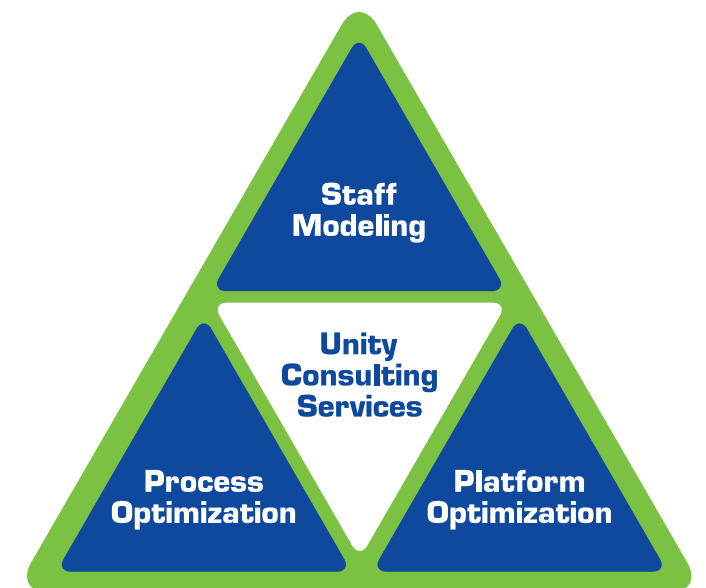 Staff
Modeling
Unity
Consulting
Services
Process
Optimization
Platform
Optimization